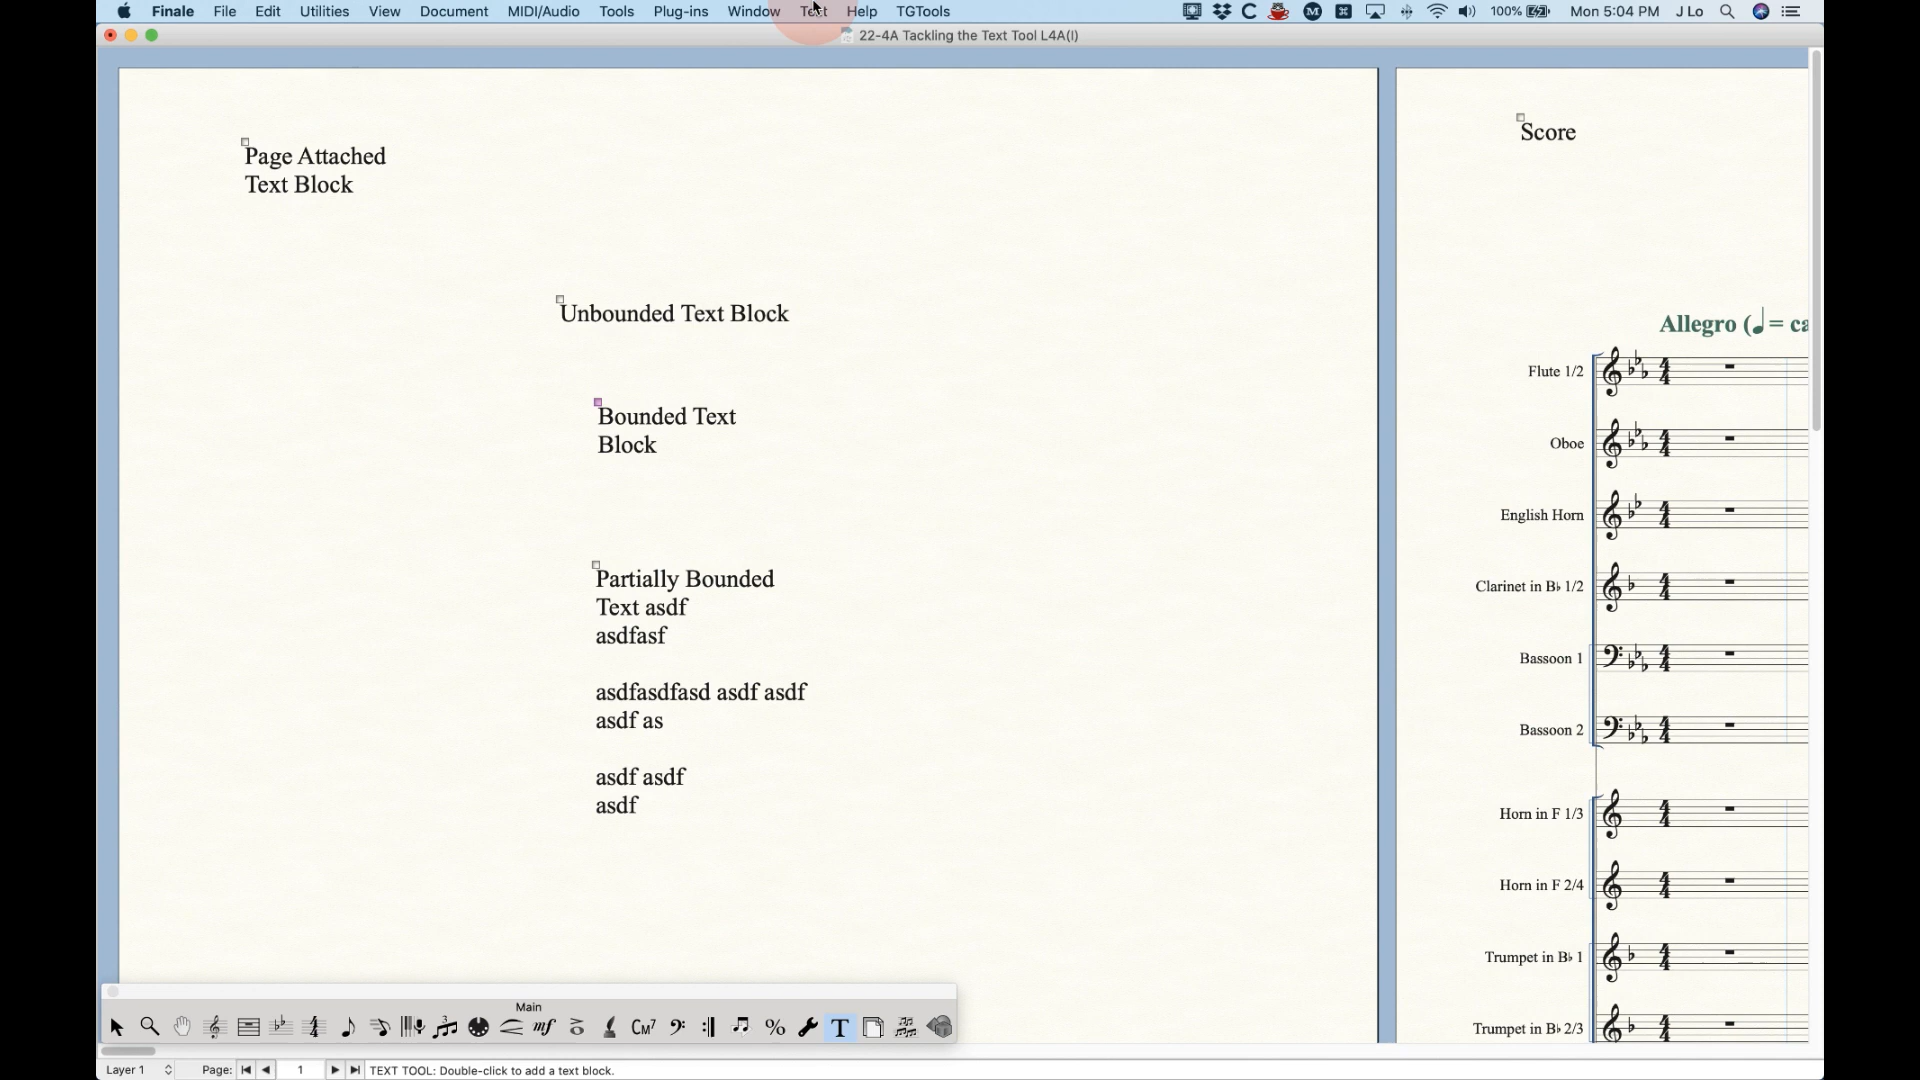 Finale File Edit Utilities View Document MIDI/Audio Tools Plug-ins Window Text Help TGTools
100% Mon 5:04 PM J Lo
22-4A Tackling the Text Tool L4A(I)
Page Attached
Text Block
Unbounded Text Block
Bounded Text
Block
Partially Bounded
Text asdf
asdfasf
asdfasdfasd asdf asdf
asdf as
asdf asdf
asdf
Score
Allegro (♩ = ca
Flute 1/2
Oboe
English Horn
Clarinet in B♭ 1/2
Bassoon 1
Bassoon 2
Horn in F 1/3
Horn in F 2/4
Trumpet in B♭ 1
Trumpet in B♭ 2/3
Main
mf CM7 % T
Layer 1 Page: 1 TEXT TOOL: Double-click to add a text block.